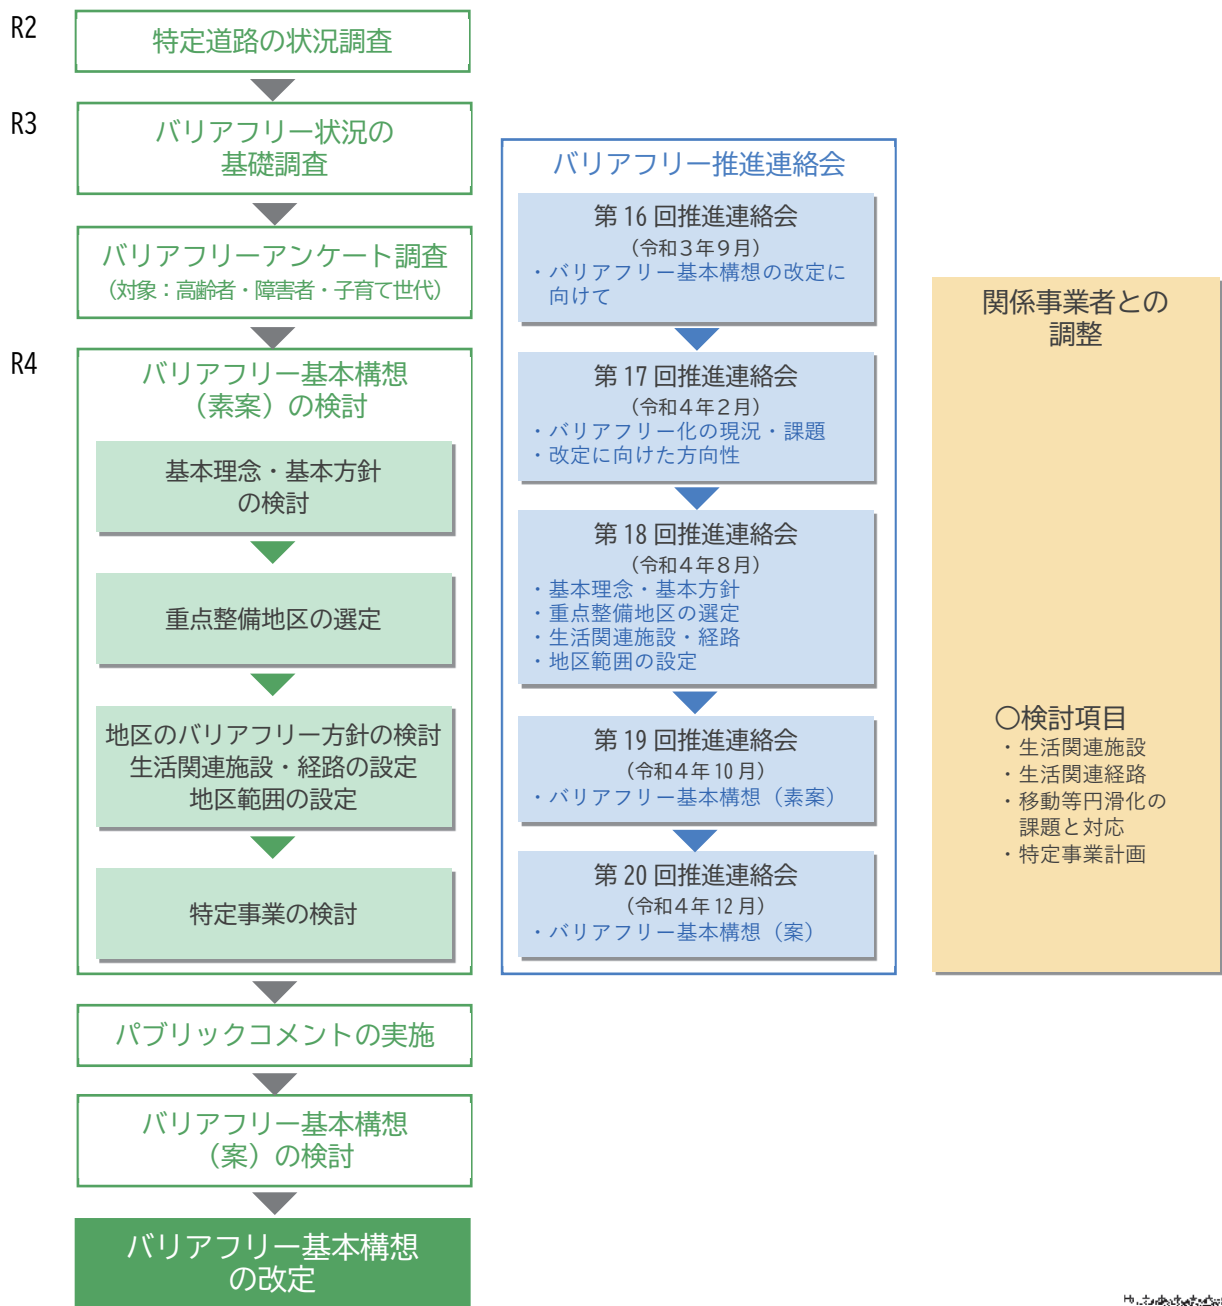 R2
特定道路の状況調査
R3
バリアフリー状況の
基礎調査
バリアフリーアンケート調査
（対象：高齢者・障害者・子育て世代）
R4
バリアフリー基本構想
（素案）の検討
基本理念・基本方針
の検討
重点整備地区の選定
地区のバリアフリー方針の検討
生活関連施設・経路の設定
地区範囲の設定
特定事業の検討
パブリックコメントの実施
バリアフリー基本構想
（案）の検討
バリアフリー基本構想
の改定
バリアフリー推進連絡会
第16回推進連絡会
（令和３年９月）
・バリアフリー基本構想の改定に
向けて
第17回推進連絡会
（令和４年２月）
・バリアフリー化の現況・課題
・改定に向けた方向性
第18回推進連絡会
（令和４年８月）
・基本理念・基本方針
・重点整備地区の選定
・生活関連施設・経路
・地区範囲の設定
第19回推進連絡会
（令和４年10月）
・バリアフリー基本構想（素案）
第20回推進連絡会
（令和４年12月）
・バリアフリー基本構想（案）
関係事業者との
調整
〇検討項目
・生活関連施設
・生活関連経路
・移動等円滑化の
課題と対応
・特定事業計画